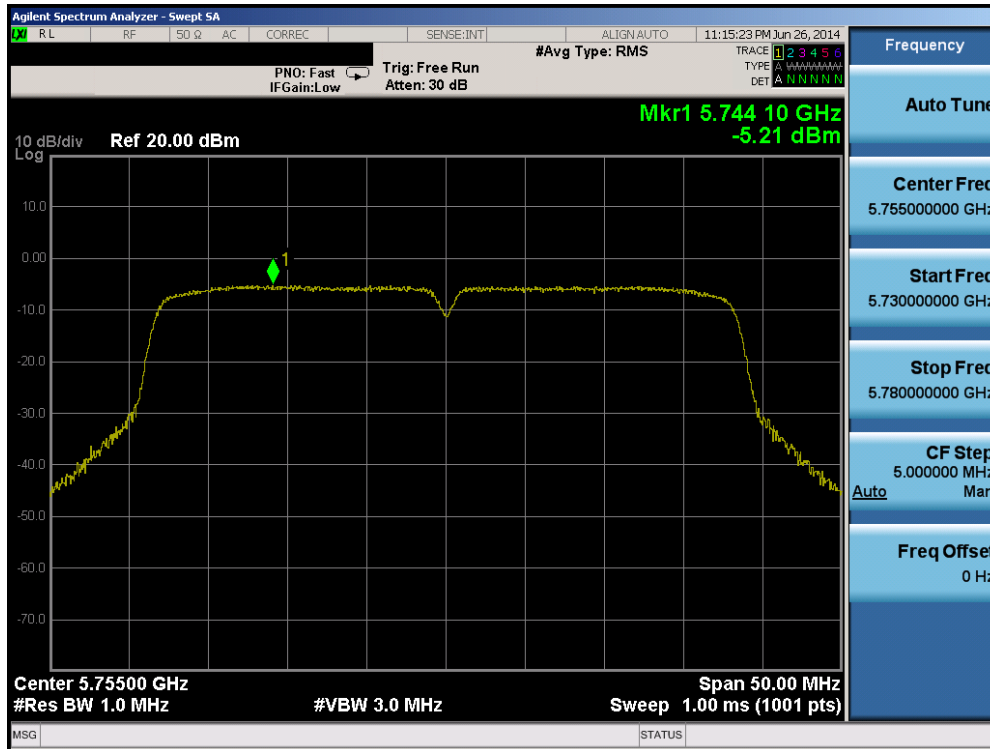 Agilent Spectrum Analyzer - Swept SA
LXI RL RF 50 Ω AC CORREC SENSE:INT ALIGN AUTO 11:15:23 PM Jun 26, 2014
#Avg Type: RMS
TRACE 1 2 3 4 5 6
PNO: Fast Trig: Free Run
TYPE A WWWWW
IFGain:Low Atten: 30 dB
DET A N N N N N
Mkr1 5.744 10 GHz
-5.21 dBm
10 dB/div Ref 20.00 dBm
Log
10.0
0.00
1
-10.0
-20.0
-30.0
-40.0
-50.0
-60.0
-70.0
Center 5.75500 GHz Span 50.00 MHz
#Res BW 1.0 MHz #VBW 3.0 MHz Sweep 1.00 ms (1001 pts)
MSG STATUS
Frequency
Auto Tune
Center Freq
5.755000000 GHz
Start Freq
5.730000000 GHz
Stop Freq
5.780000000 GHz
CF Step
5.000000 MHz
Auto Man
Freq Offset
0 Hz